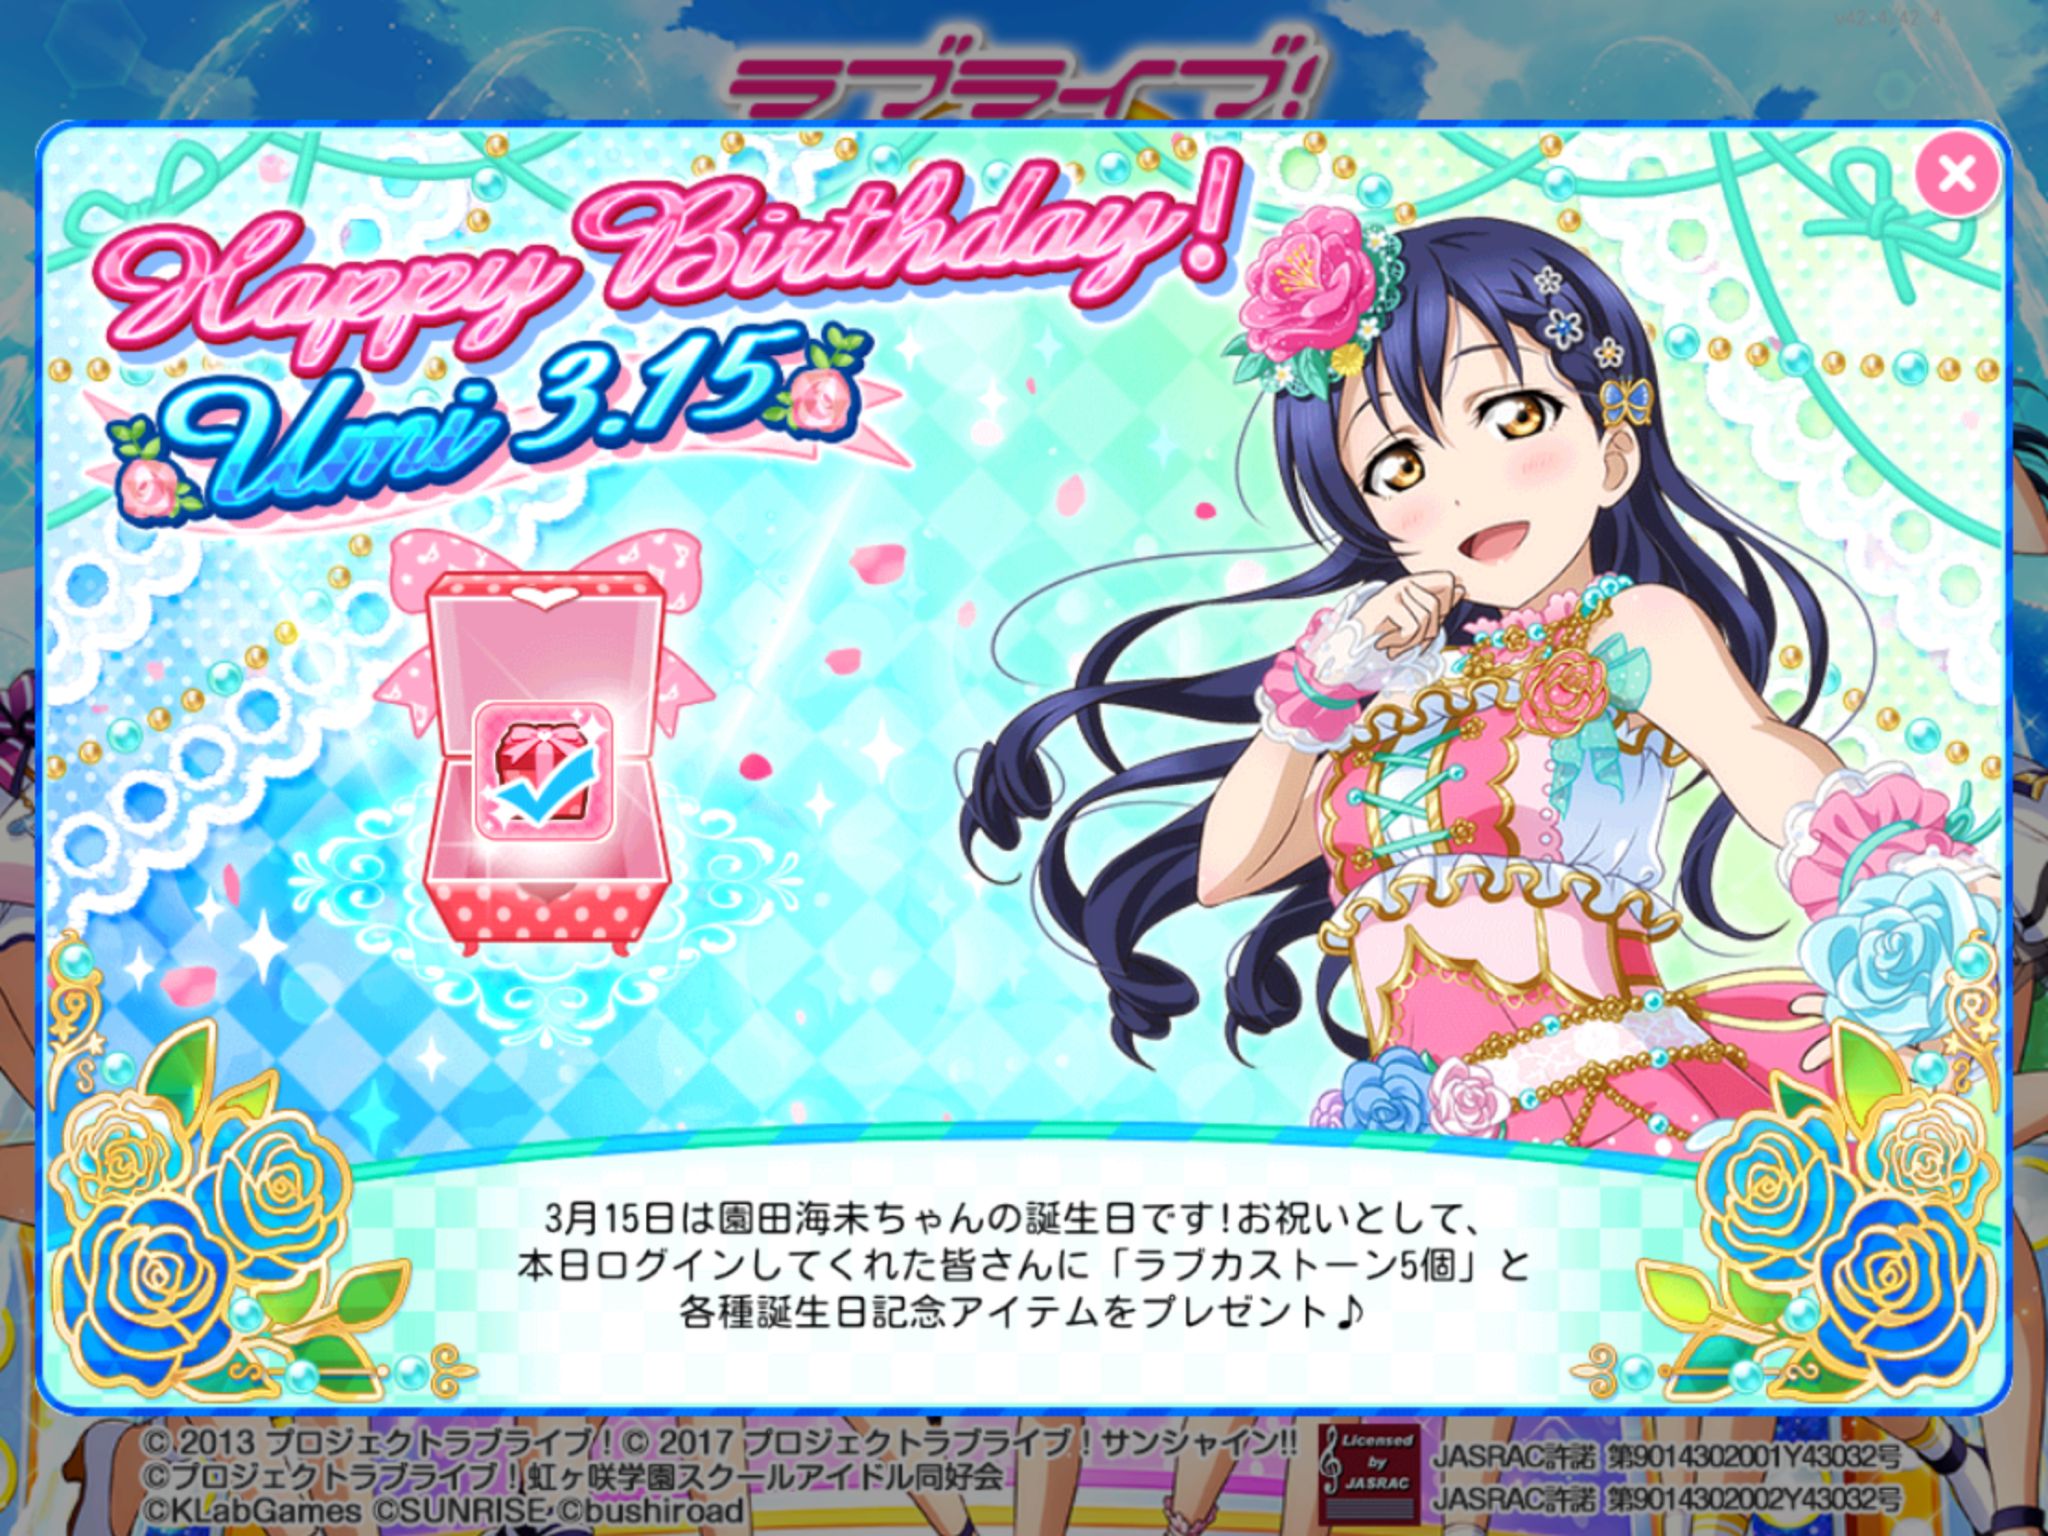 v42.4/42.4
ラブライブ!
Happy Birthday!
Umi 3.15
3月15日は園田海未ちゃんの誕生日です!お祝いとして、
本日ログインしてくれた皆さんに「ラブカストーン5個」と
各種誕生日記念アイテムをプレゼント♪
© 2013 プロジェクトラブライブ! © 2017 プロジェクトラブライブ!サンシャイン!!
©プロジェクトラブライブ!虹ヶ咲学園スクールアイドル同好会
©KLabGames ©SUNRISE ©bushiroad
Licensed
by
JASRAC
JASRAC許諾 第9014302001Y43032号
JASRAC許諾 第9014302002Y43032号